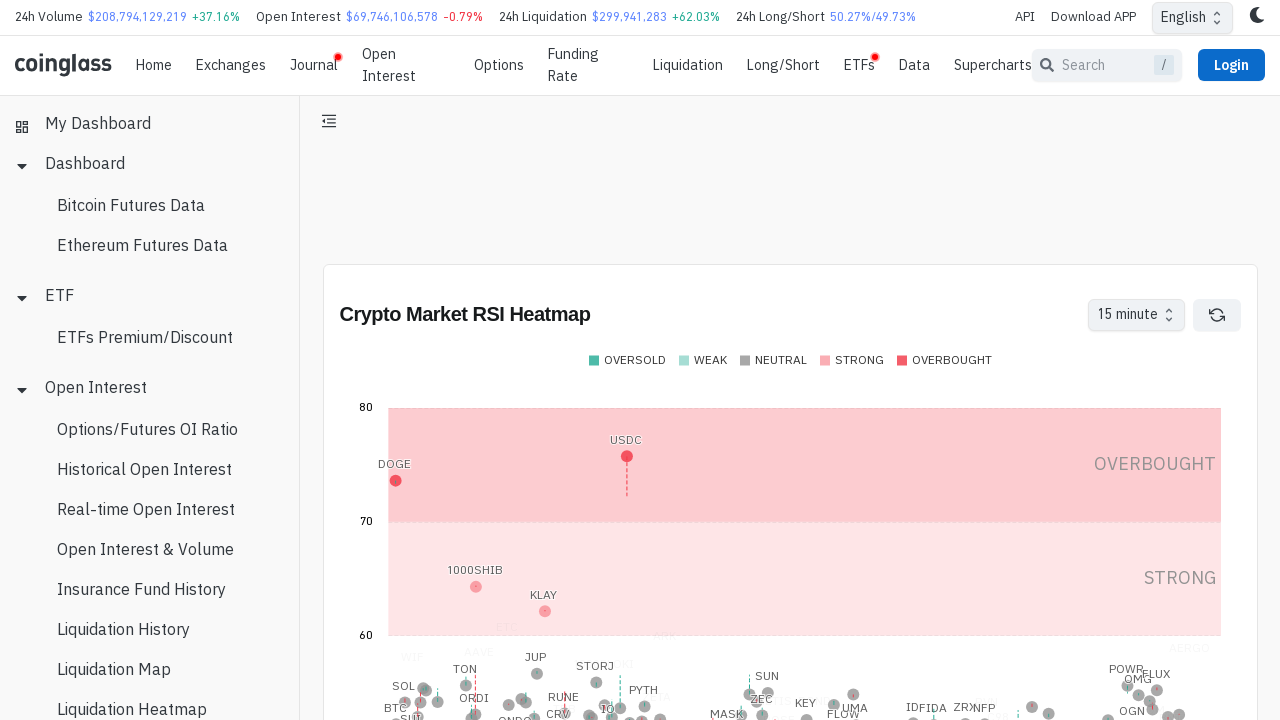 24h Volume $208,794,129,219 +37.16% Open Interest $69,746,106,578 -0.79% 24h Liquidation $299,941,283 +62.03% 24h Long/Short 50.27%/49.73% API Download APP English
coinglass Home Exchanges Journal Open Interest Options Funding Rate Liquidation Long/Short ETFs Data Supercharts Search / Login
My Dashboard
Dashboard
Bitcoin Futures Data
Ethereum Futures Data
ETF
ETFs Premium/Discount
Open Interest
Options/Futures OI Ratio
Historical Open Interest
Real-time Open Interest
Open Interest & Volume
Insurance Fund History
Liquidation History
Liquidation Map
Liquidation Heatmap
Crypto Market RSI Heatmap 15 minute
OVERSOLD WEAK NEUTRAL STRONG OVERBOUGHT
80
USDC
DOGE OVERBOUGHT
70
1000SHIB STRONG
KLAY
ETC
60
AERGO
WIF AAVE JUP
TON STORJ SUN POWR FLUX
SOL ORDI RUNE PYTH ZEC KEY OMG
BTC CRV MASK FLOW UMA ID FIDA ZRX NFP OGN
SUI ONDO